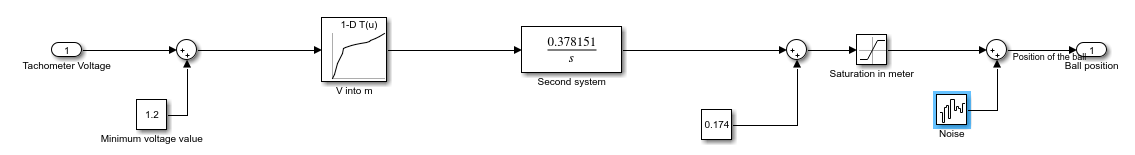 1
Tachometer Voltage
+
+
1.2
Minimum voltage value
1-D T(u)
V into m
0.378151
s
Second system
0.174
+
+
Saturation in meter
+
+
Noise
Position of the ball
1
Ball position